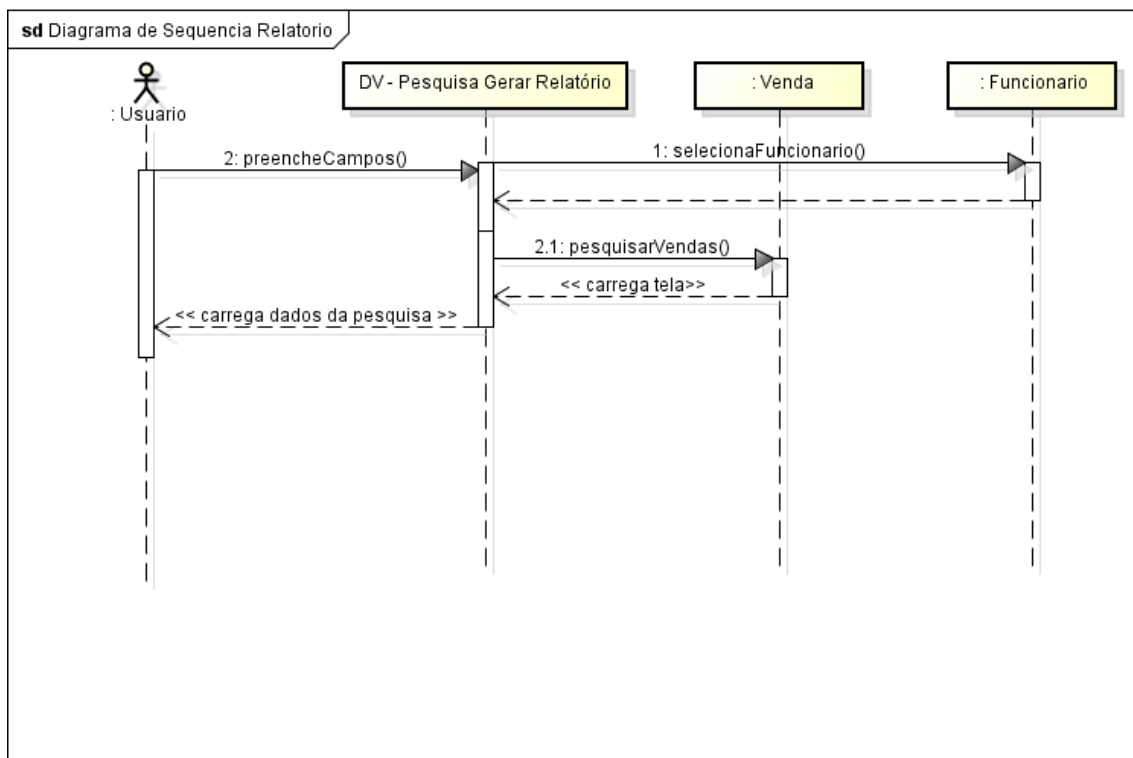 sd Diagrama de Sequencia Relatorio
: Usuario
DV - Pesquisa Gerar Relatório
: Venda
: Funcionario
2: preencheCampos()
1: selecionaFuncionario()
2.1: pesquisarVendas()
<< carrega tela>>
<< carrega dados da pesquisa >>